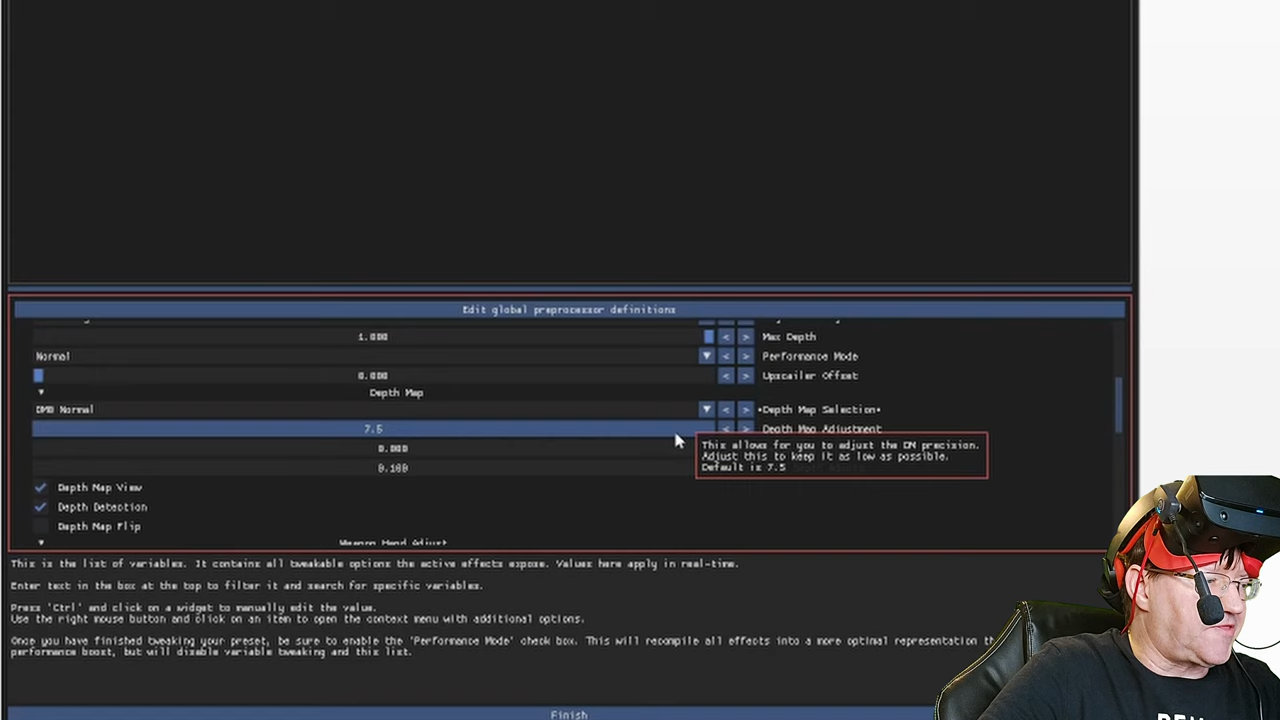 Edit global preprocessor definitions
1.000 < > Max Depth
Normal < > Performance Mode
0.000 < > Upscailer Offset
Depth Map
DM0 Normal < > •Depth Map Selection•
7.5 < > Depth Map Adjustment
0.000
0.100
This allows for you to adjust the DM precision.
Adjust this to keep it as low as possible.
Default is 7.5
Depth Map View
Depth Detection
Depth Map Flip
Weapon Hand Adjust
This is the list of variables. It contains all tweakable options the active effects expose. Values here apply in real-time.
Enter text in the box at the top to filter it and search for specific variables.
Press 'Ctrl' and click on a widget to manually edit the value.
Use the right mouse button and click on an item to open the context menu with additional options.
Once you have finished tweaking your preset, be sure to enable the 'Performance Mode' check box. This will recompile all effects into a more optimal representation
performance boost, but will disable variable tweaking and this list.
Finish